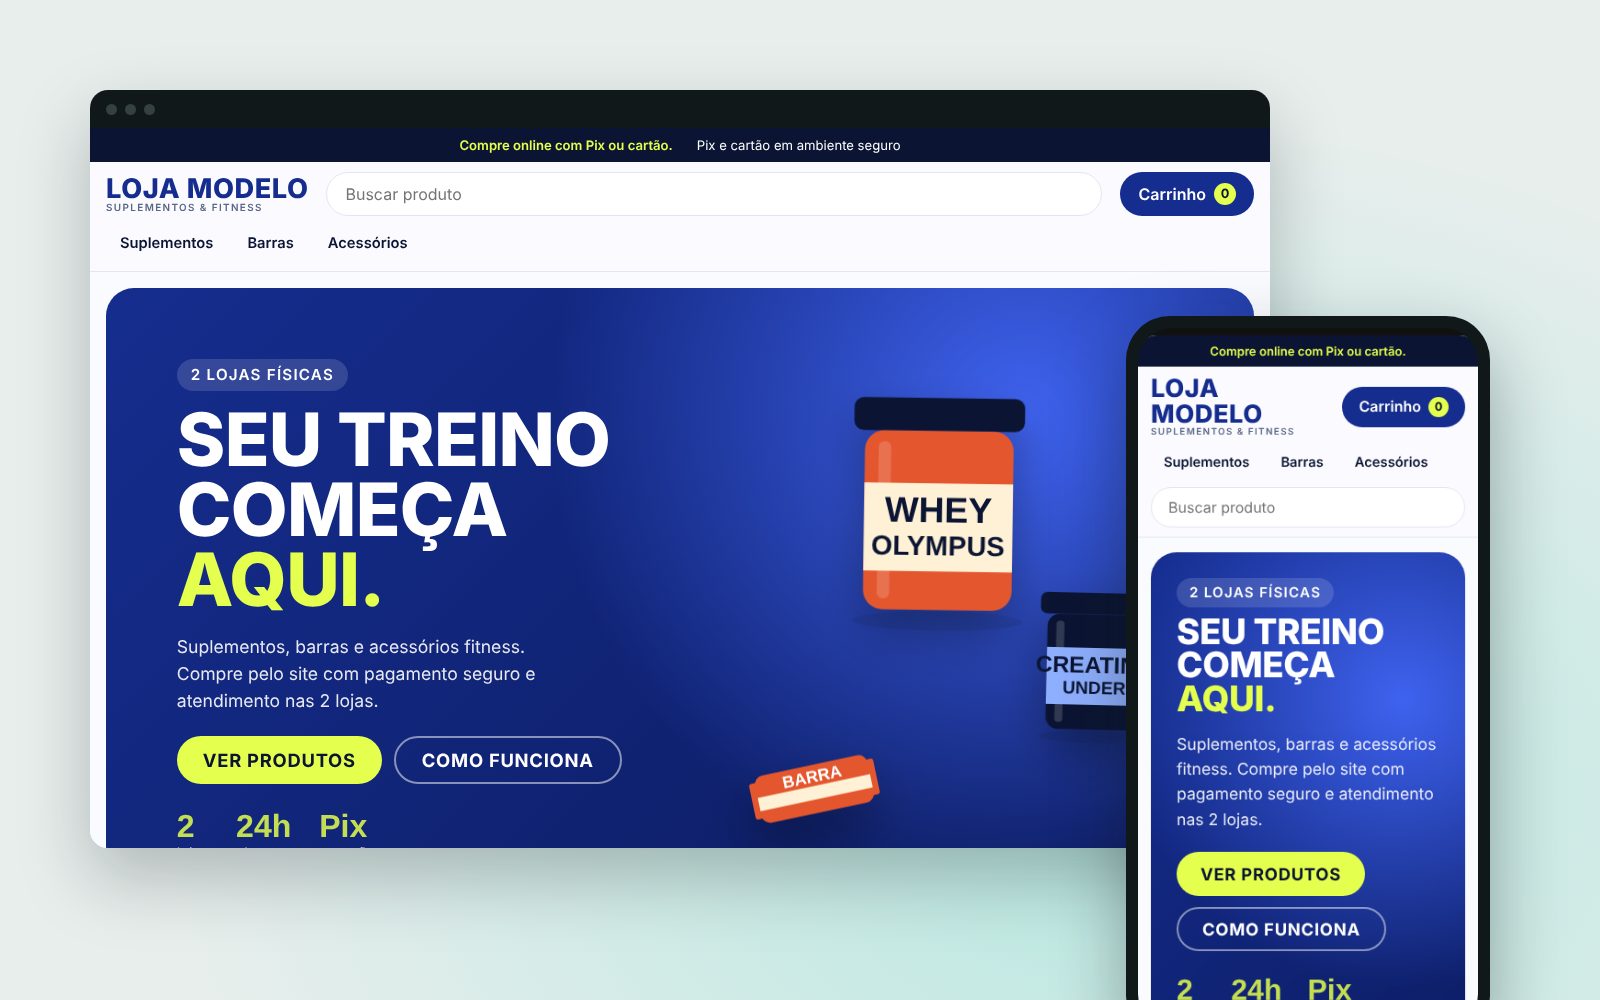 Compre online com Pix ou cartão. Pix e cartão em ambiente seguro
LOJA MODELO
SUPLEMENTOS & FITNESS
Buscar produto
Carrinho 0
Suplementos Barras Acessórios
2 LOJAS FÍSICAS
SEU TREINO
COMEÇA
AQUI.
Suplementos, barras e acessórios fitness.
Compre pelo site com pagamento seguro e
atendimento nas 2 lojas.
VER PRODUTOS COMO FUNCIONA
2 24h Pix
WHEY
OLYMPUS
BARRA
Compre online com Pix ou cartão.
LOJA
MODELO
SUPLEMENTOS & FITNESS
Carrinho 0
Suplementos Barras Acessórios
Buscar produto
2 LOJAS FÍSICAS
SEU TREINO
COMEÇA
AQUI.
Suplementos, barras e acessórios
fitness. Compre pelo site com
pagamento seguro e atendimento
nas 2 lojas.
VER PRODUTOS
COMO FUNCIONA
2 24h Pix